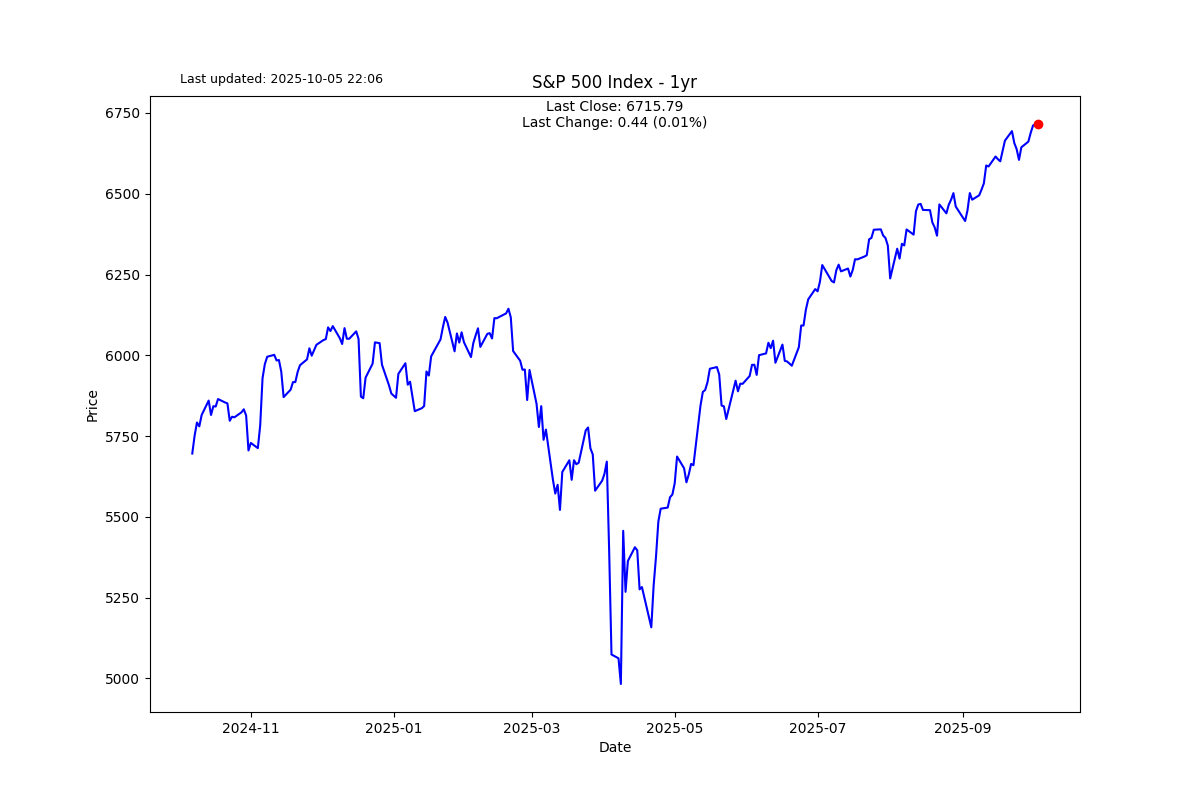 Last updated: 2025-10-05 22:06
S&P 500 Index - 1yr
Last Close: 6715.79
Last Change: 0.44 (0.01%)
6750
6500
6250
6000
5750
5500
5250
5000
Price
2024-11
2025-01
2025-03
2025-05
2025-07
2025-09
Date